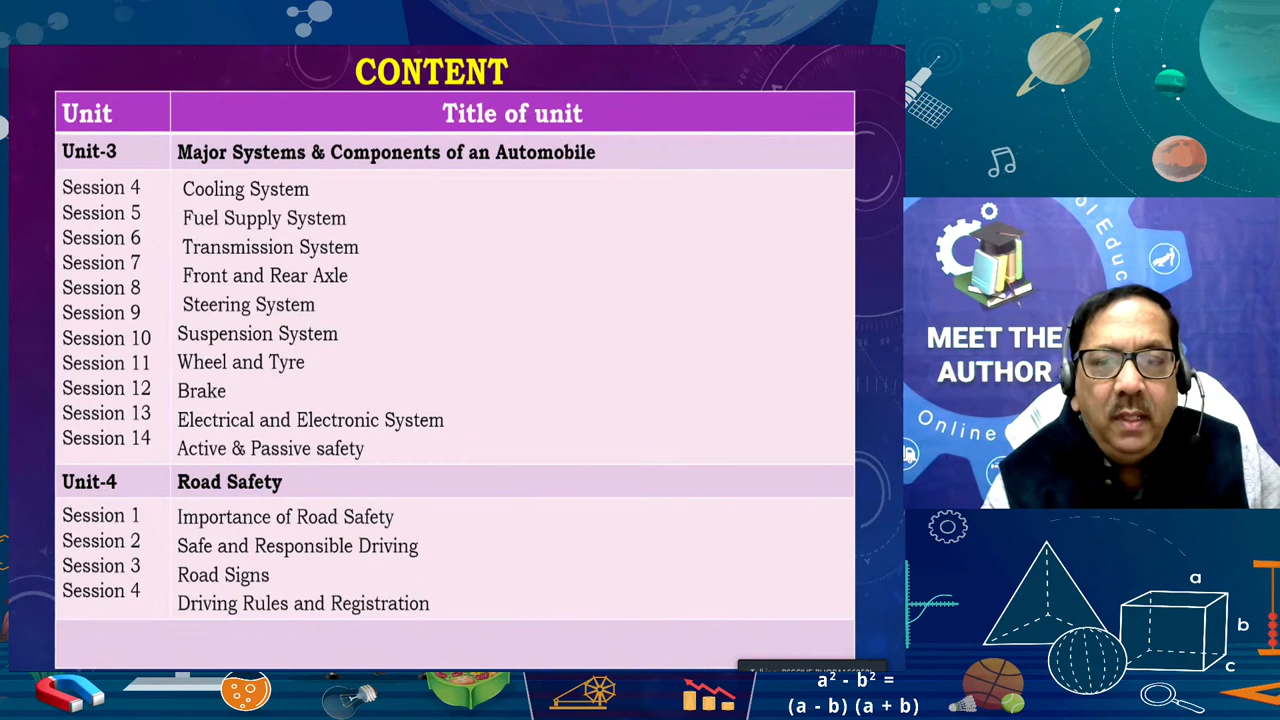 CONTENT
Unit Title of unit
Unit-3 Major Systems & Components of an Automobile
Session 4 Cooling System
Session 5 Fuel Supply System
Session 6 Transmission System
Session 7 Front and Rear Axle
Session 8 Steering System
Session 9 Suspension System
Session 10 Wheel and Tyre
Session 11 Brake
Session 12 Electrical and Electronic System
Session 13 Active & Passive safety
Session 14
Unit-4 Road Safety
Session 1 Importance of Road Safety
Session 2 Safe and Responsible Driving
Session 3 Road Signs
Session 4 Driving Rules and Registration
MEET THE
AUTHOR
Online
ol Educ
a
b
c
a² - b² =
(a - b) (a + b)